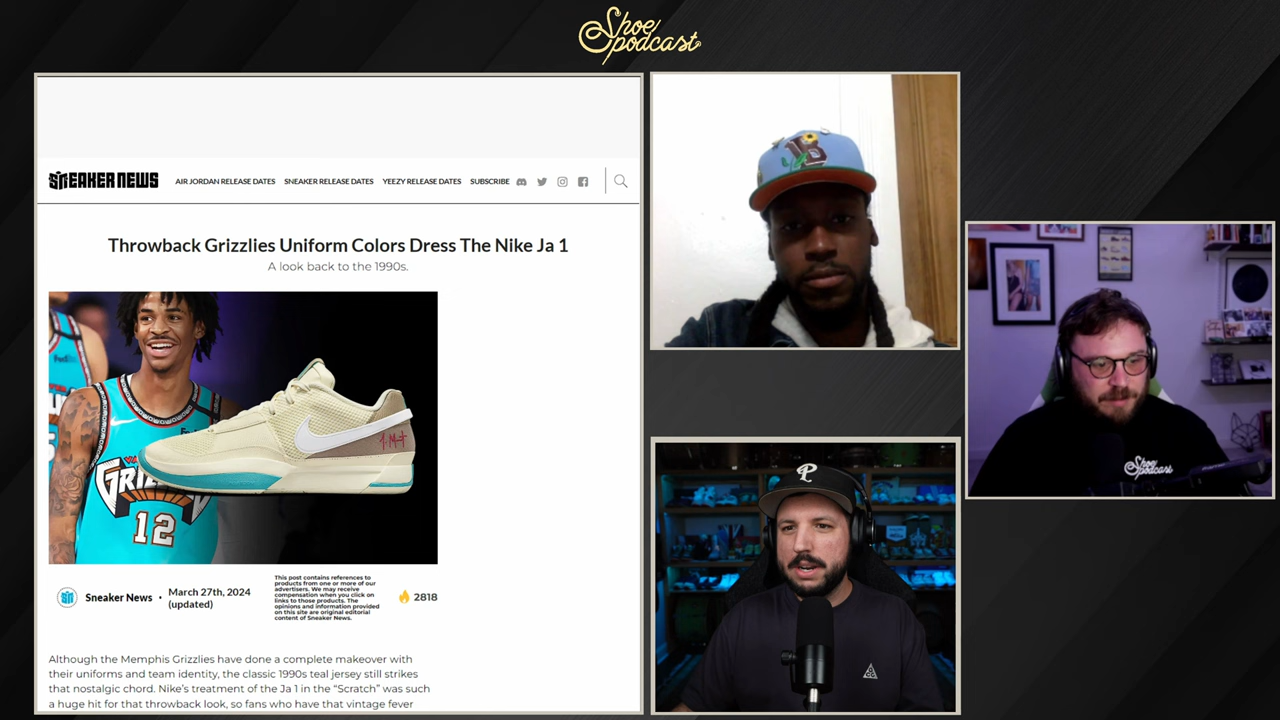 Shoe
podcast
SNEAKER NEWS
AIR JORDAN RELEASE DATES SNEAKER RELEASE DATES YEEZY RELEASE DATES SUBSCRIBE
Throwback Grizzlies Uniform Colors Dress The Nike Ja 1
A look back to the 1990s.
GRIZ
12
Sneaker News • March 27th, 2024
(updated)
This post contains references to
products from one or more of our
advertisers. We may receive
compensation when you click on
links to those products. The
opinions and information provided
on this site are original editorial
content of Sneaker News.
2818
Although the Memphis Grizzlies have done a complete makeover with
their uniforms and team identity, the classic 1990s teal jersey still strikes
that nostalgic chord. Nike's treatment of the Ja 1 in the “Scratch” was such
a huge hit for that throwback look, so fans who have that vintage fever
P
Shoe
podcast